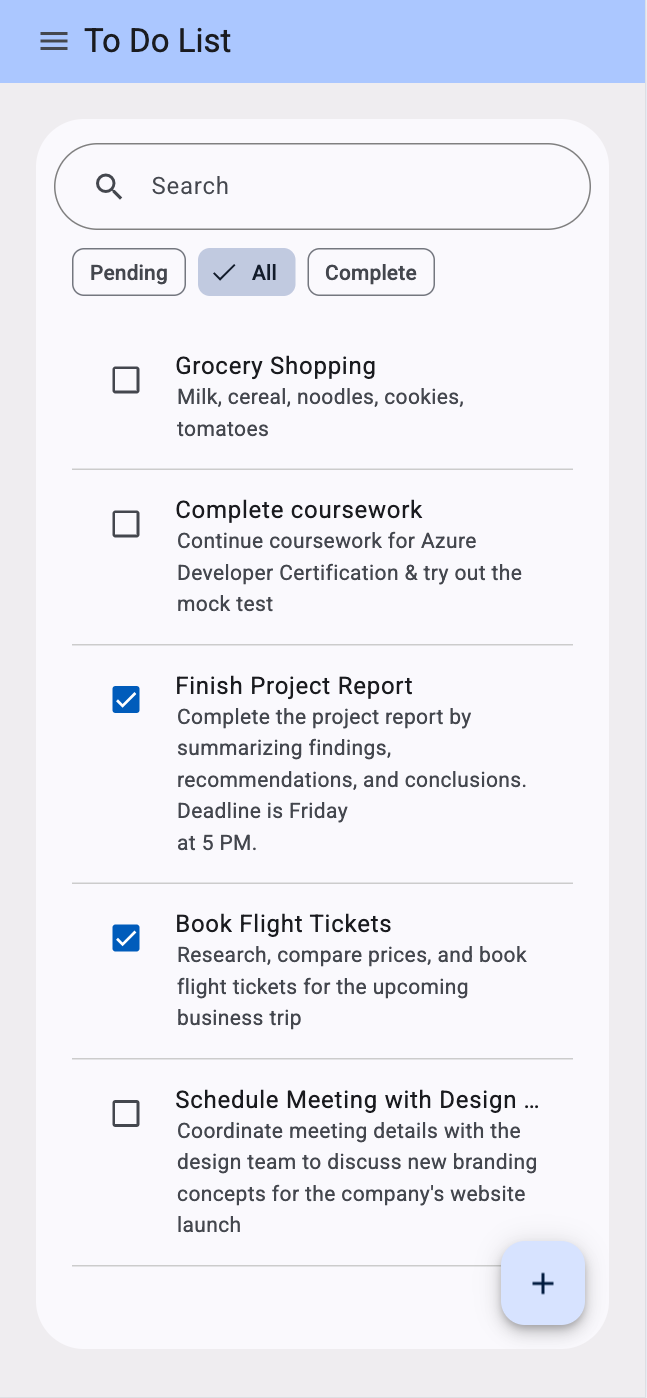 To Do List
Search
Pending
All
Complete
Grocery Shopping
Milk, cereal, noodles, cookies,
tomatoes
Complete coursework
Continue coursework for Azure
Developer Certification & try out the
mock test
Finish Project Report
Complete the project report by
summarizing findings,
recommendations, and conclusions.
Deadline is Friday
at 5 PM.
Book Flight Tickets
Research, compare prices, and book
flight tickets for the upcoming
business trip
Schedule Meeting with Design ...
Coordinate meeting details with the
design team to discuss new branding
concepts for the company's website
launch
+